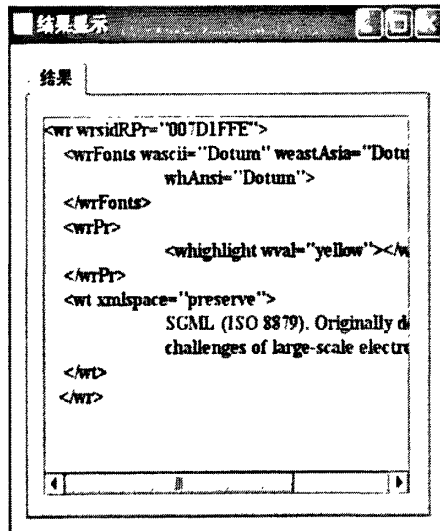 结果显示
结果
<wr wrsidRPr="007D1FFE">
<wrFonts wascii="Dotum" weastAsia="Dotu
whAnsi="Dotum">
</wrFonts>
<wrPr>
<whighlight wval="yellow"></w
</wrPr>
<wt xmlspace="preserve">
SGML (ISO 8879). Originally d
challenges of large-scale electro
</wt>
</wr>